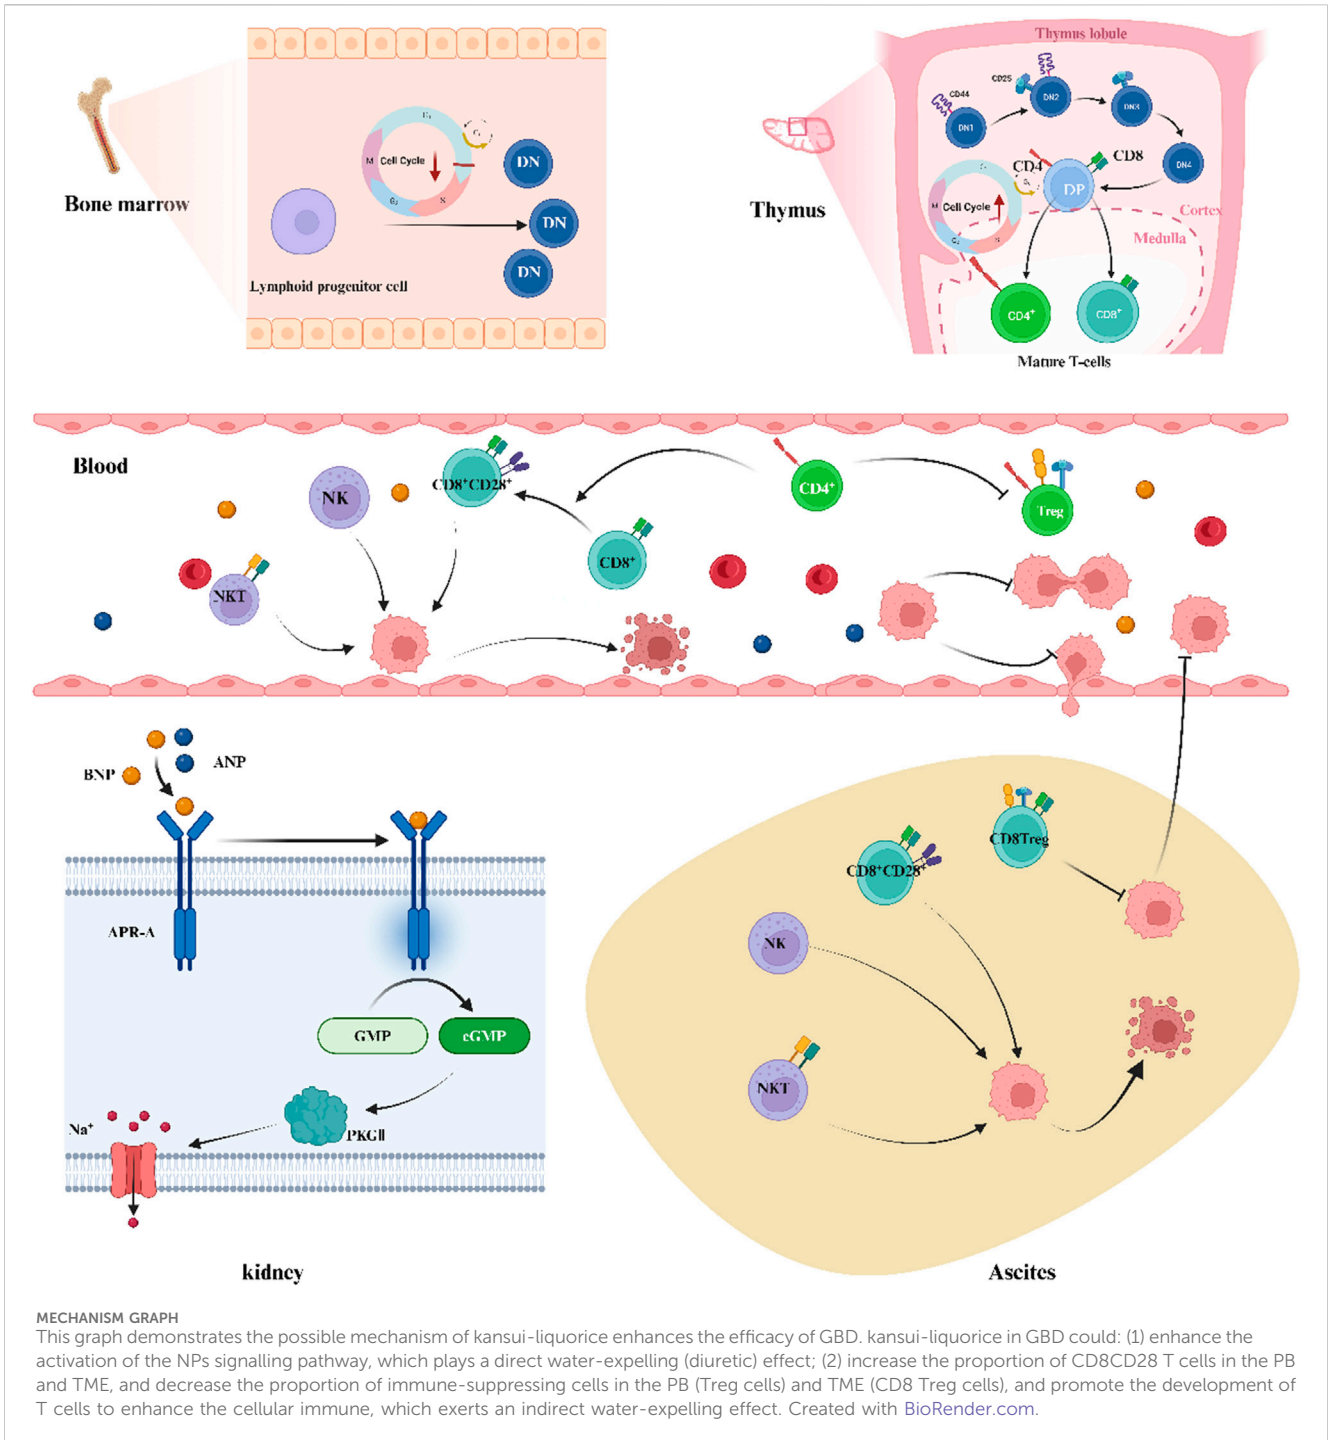 Bone marrow
M
Cell Cycle
G₁
G₂
S
DN
DN
DN
Lymphoid progenitor cell
Thymus
Thymus lobule
CD44
CD25
DN1
DN2
DN3
DN4
CD4
CD8
DP
M
Cell Cycle
G₂
S
Cortex
Medulla
CD4⁺
CD8⁺
Mature T-cells
Blood
NK
CD8⁺CD28⁺
NKT
CD8⁺
CD4⁺
Treg
BNP
ANP
APR-A
GMP
cGMP
PKGⅡ
Na⁺
kidney
CD8Treg
CD8⁺CD28⁺
NK
NKT
Ascites
MECHANISM GRAPH
This graph demonstrates the possible mechanism of kansui-liquorice enhances the efficacy of GBD. kansui-liquorice in GBD could: (1) enhance the
activation of the NPs signalling pathway, which plays a direct water-expelling (diuretic) effect; (2) increase the proportion of CD8CD28 T cells in the PB
and TME, and decrease the proportion of immune-suppressing cells in the PB (Treg cells) and TME (CD8 Treg cells), and promote the development of
T cells to enhance the cellular immune, which exerts an indirect water-expelling effect. Created with BioRender.com.